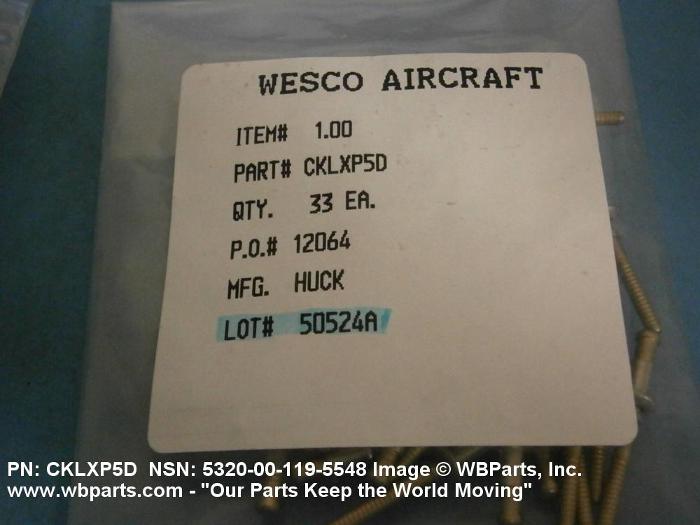 WESCO AIRCRAFT
ITEM# 1.00
PART# CKLXP5D
QTY. 33 EA.
P.O.# 12064
MFG. HUCK
LOT# 50524A
PN: CKLXP5D NSN: 5320-00-119-5548 Image © WBParts, Inc.
www.wbparts.com - "Our Parts Keep the World Moving"